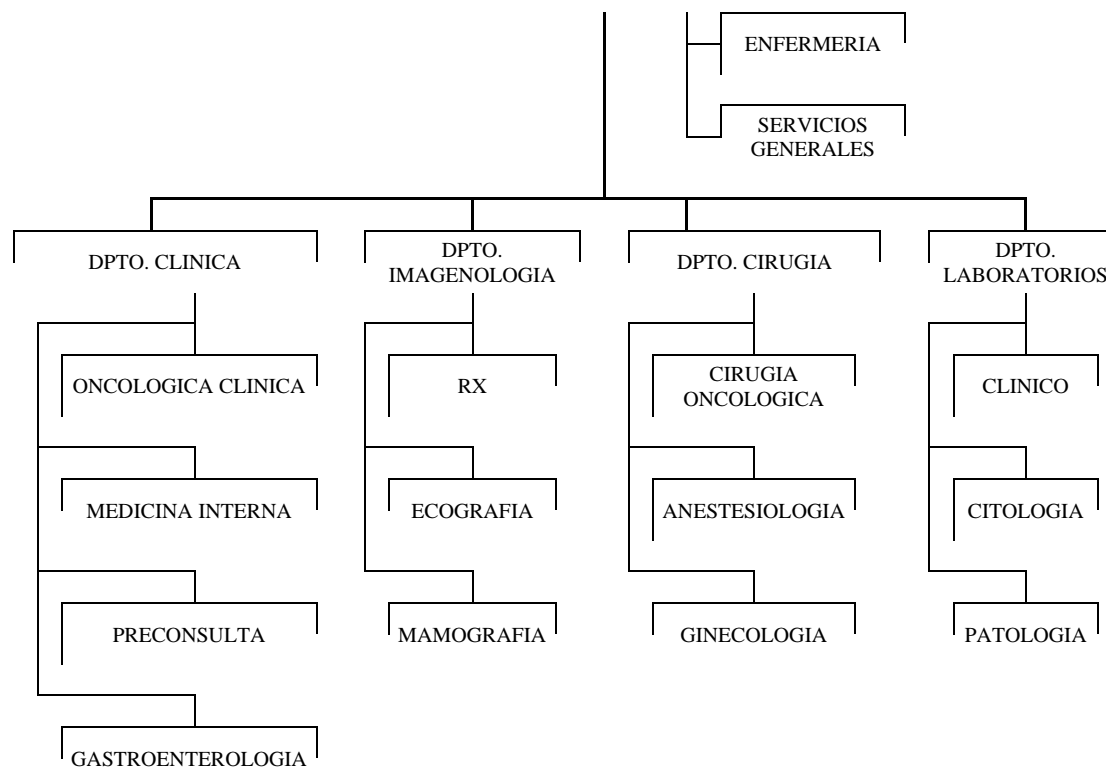 ENFERMERIA
SERVICIOS
GENERALES
DPTO. CLINICA
DPTO.
IMAGENOLOGIA
DPTO. CIRUGIA
DPTO.
LABORATORIOS
ONCOLOGICA CLINICA
RX
CIRUGIA
ONCOLOGICA
CLINICO
MEDICINA INTERNA
ECOGRAFIA
ANESTESIOLOGIA
CITOLOGIA
PRECONSULTA
MAMOGRAFIA
GINECOLOGIA
PATOLOGIA
GASTROENTEROLOGIA